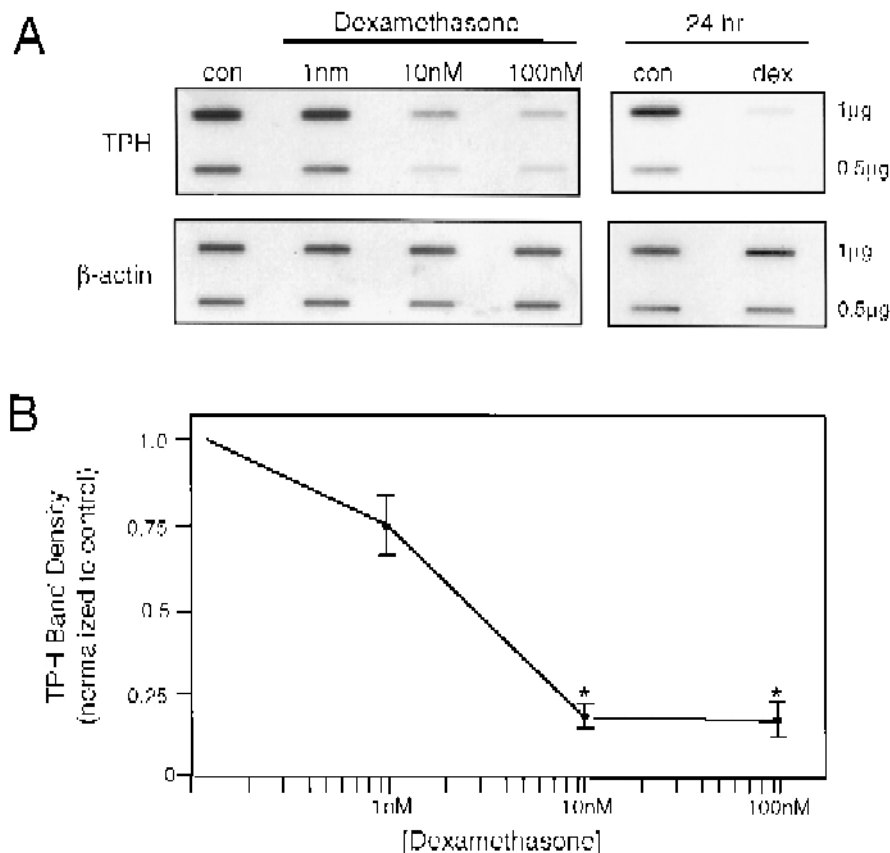 A
Dexamethasone
24 hr
con 1nm 10nM 100nM
con dex
TPH
1µg
0.5µg
β-actin
1µg
0.5µg
B
TPH Band Density
(normalized to control)
1.0
0.75
0.5
0.25
0
*
*
1nM 10nM 100nM
[Dexamethasone]